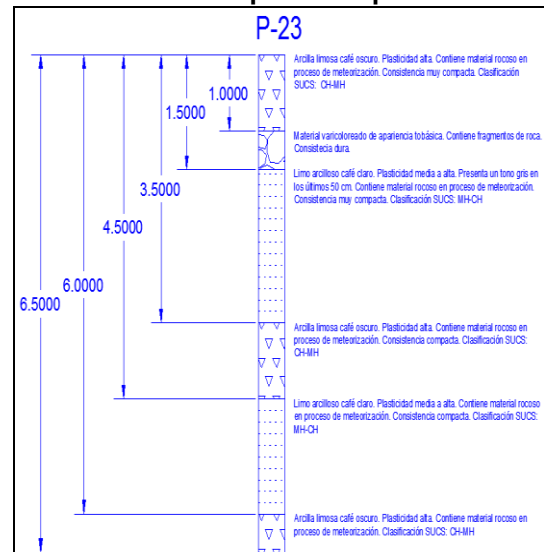 P-23
Arcilla limosa café oscuro. Plasticidad alta. Contiene material rocoso en
proceso de meteorización. Consistencia muy compacta. Clasificación
SUCS: CH-MH
1.0000
1.5000
Material varicoloreado de apariencia tobásica. Contiene fragmentos de roca.
Consistecia dura.
Limo arcilloso café claro. Plasticidad media a alta. Presenta un tono gris en
los últimos 50 cm. Contiene material rocoso en proceso de meteorización.
Consistencia muy compacta. Clasificación SUCS: MH-CH
3.5000
4.5000
6.0000
6.5000
Arcilla limosa café oscuro. Plasticidad alta. Contiene material rocoso en
proceso de meteorización. Consistencia compacta. Clasificación SUCS:
CH-MH
Limo arcilloso café claro. Plasticidad media a alta. Contiene material rocoso
en proceso de meteorización. Consistencia compacta. Clasificación SUCS:
MH-CH
Arcilla limosa café oscuro. Plasticidad alta. Contiene material rocoso en
proceso de meteorización. Consistencia compacta. Clasificación SUCS: CH-MH